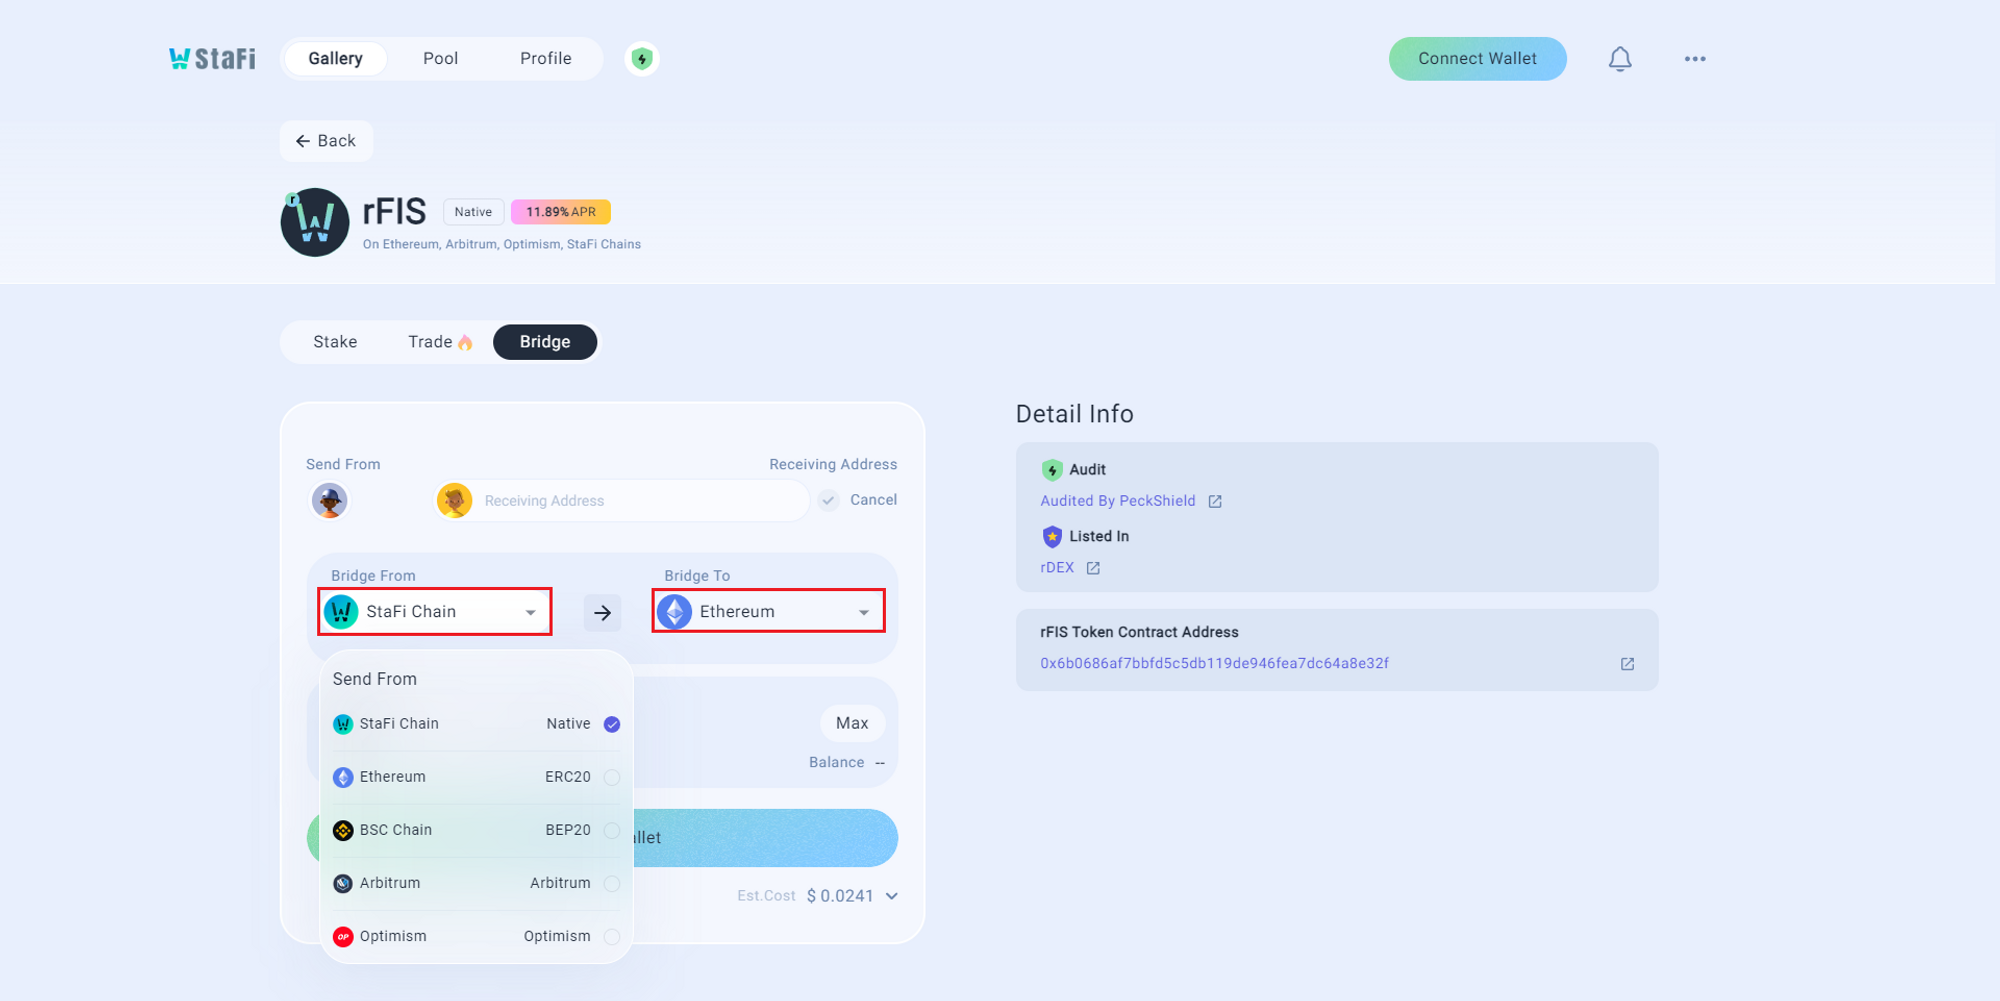 StaFi
Gallery
Pool
Profile
Connect Wallet
Back
r
rFIS
Native
11.89% APR
On Ethereum, Arbitrum, Optimism, StaFi Chains
Stake
Trade
Bridge
Send From
Receiving Address
Receiving Address
Cancel
Bridge From
Bridge To
StaFi Chain
Ethereum
Send From
StaFi Chain Native
Ethereum ERC20
BSC Chain BEP20
Arbitrum Arbitrum
OP Optimism Optimism
Max
Balance --
Est.Cost $ 0.0241
Detail Info
Audit
Audited By PeckShield
Listed In
rDEX
rFIS Token Contract Address
0x6b0686af7bbfd5c5db119de946fea7dc64a8e32f